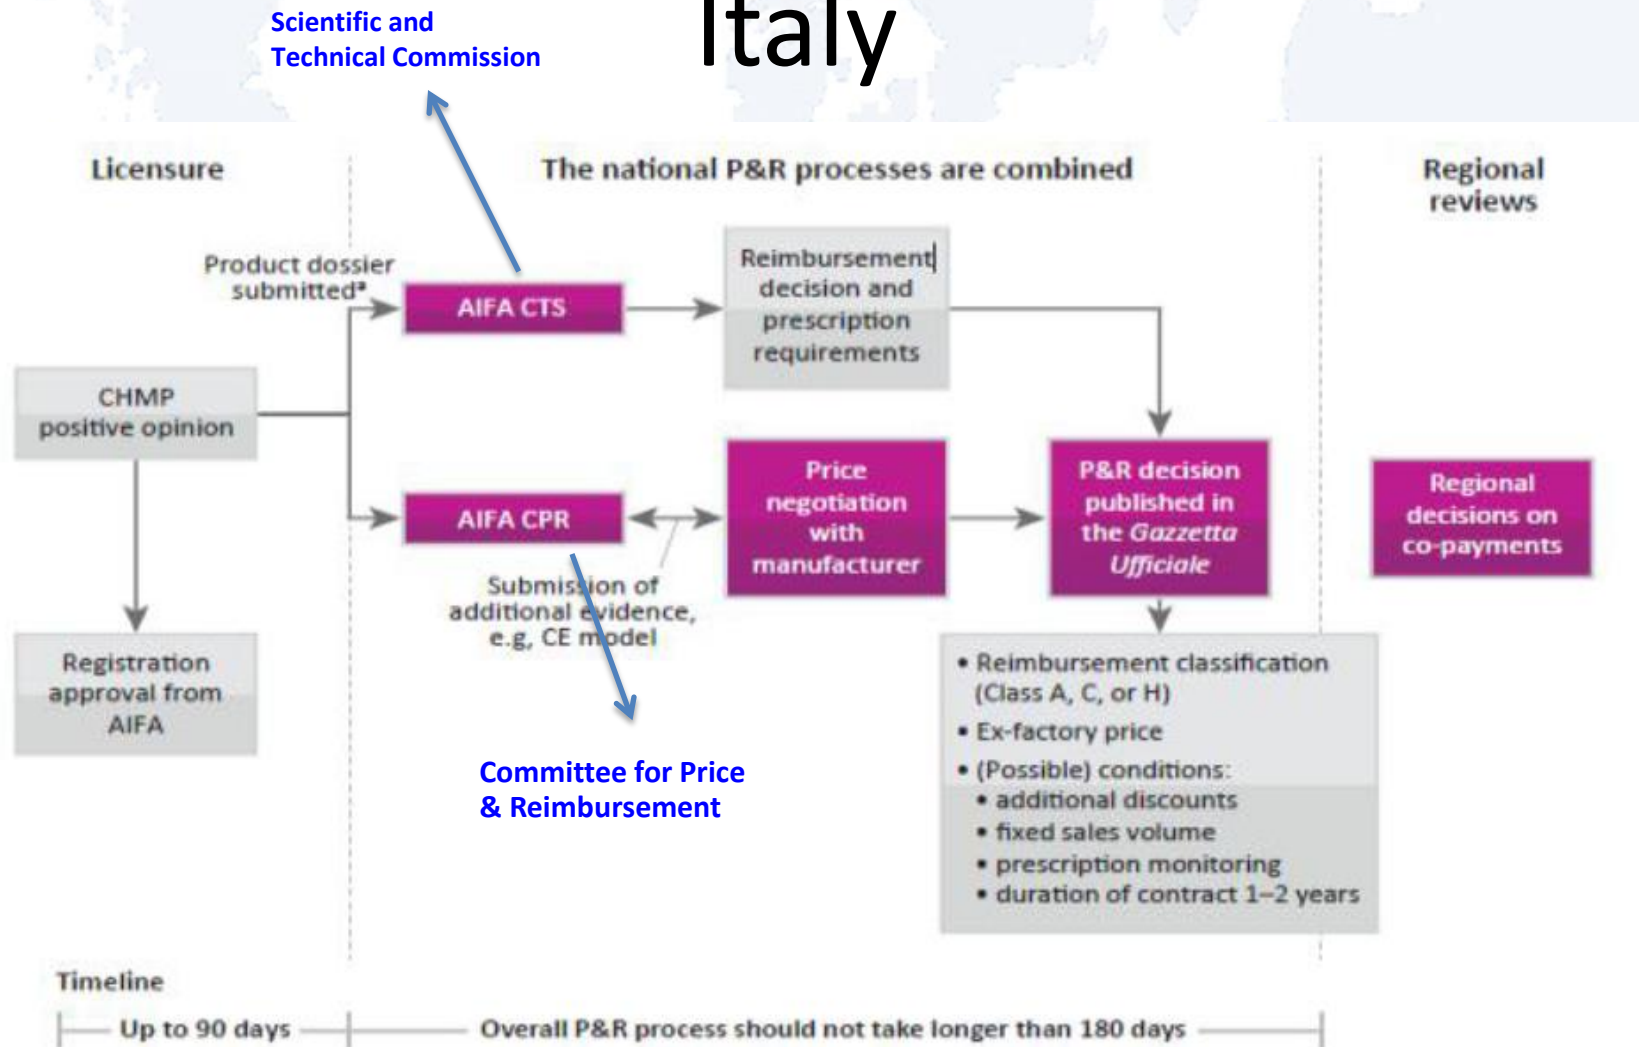 Scientific and
Technical Commission
Italy
Licensure
The national P&R processes are combined
Regional
reviews
Product dossier
submittedª
AIFA CTS
Reimbursement
decision and
prescription
requirements
CHMP
positive opinion
AIFA CPR
Price
negotiation
with
manufacturer
P&R decision
published in
the Gazzetta
Ufficiale
Regional
decisions on
co-payments
Submission of
additional evidence,
e.g, CE model
Registration
approval from
AIFA
Committee for Price
& Reimbursement
• Reimbursement classification
(Class A, C, or H)
• Ex-factory price
• (Possible) conditions:
• additional discounts
• fixed sales volume
• prescription monitoring
• duration of contract 1–2 years
Timeline
Up to 90 days
Overall P&R process should not take longer than 180 days